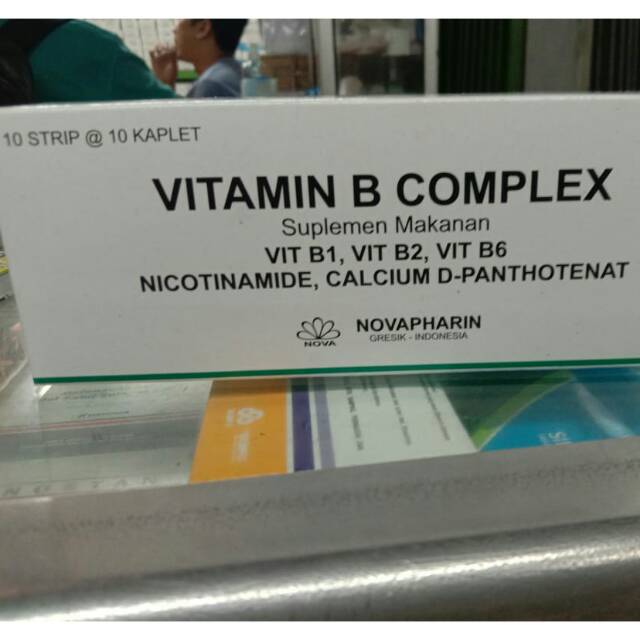 10 STRIP @ 10 KAPLET
VITAMIN B COMPLEX
Suplemen Makanan
VIT B1, VIT B2, VIT B6
NICOTINAMIDE, CALCIUM D-PANTHOTENAT
NOVA
NOVAPHARIN
GRESIK - INDONESIA